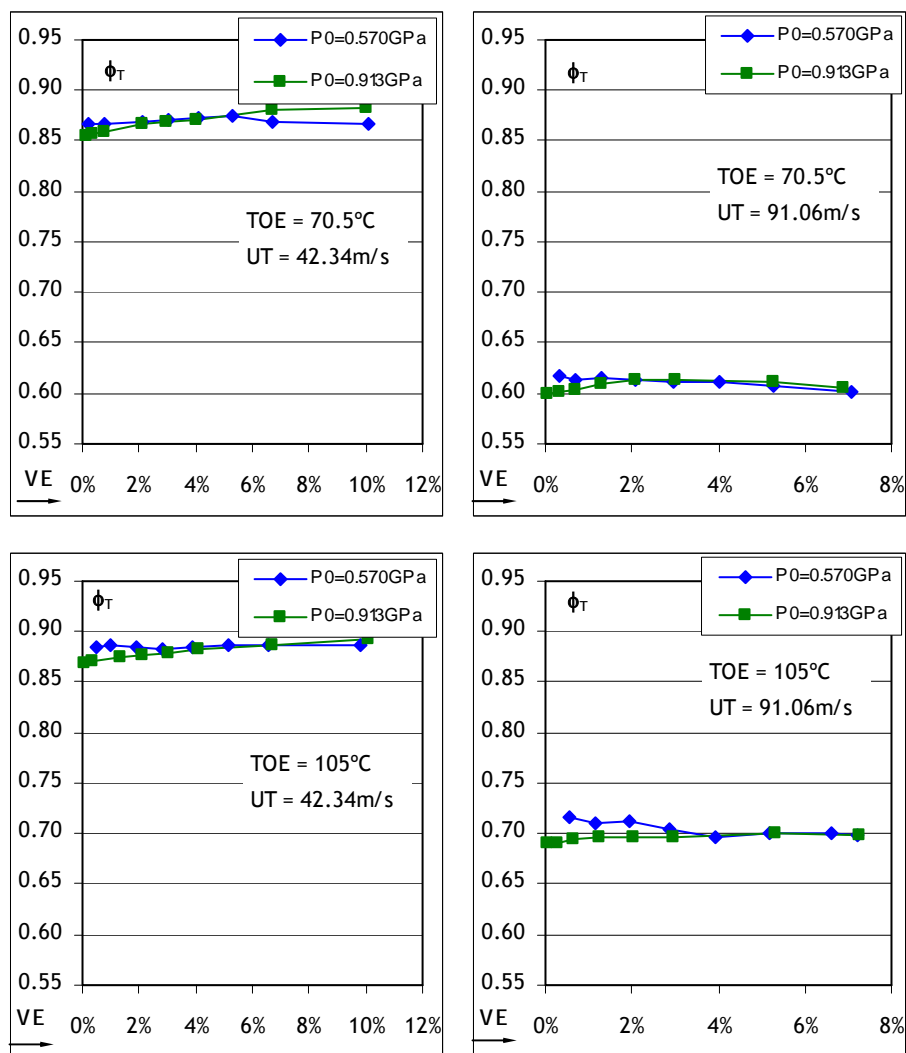 P0=0.570GPa
P0=0.913GPa
ϕT
0.95
0.90
0.85
0.80
0.75
0.70
0.65
0.60
0.55
TOE = 70.5ºC
UT = 42.34m/s
VE
0% 2% 4% 6% 8% 10% 12%
P0=0.570GPa
P0=0.913GPa
ϕT
0.95
0.90
0.85
0.80
0.75
0.70
0.65
0.60
0.55
TOE = 70.5ºC
UT = 91.06m/s
VE
0% 2% 4% 6% 8%
P0=0.570GPa
P0=0.913GPa
ϕT
0.95
0.90
0.85
0.80
0.75
0.70
0.65
0.60
0.55
TOE = 105ºC
UT = 42.34m/s
VE
0% 2% 4% 6% 8% 10% 12%
P0=0.570GPa
P0=0.913GPa
ϕT
0.95
0.90
0.85
0.80
0.75
0.70
0.65
0.60
0.55
TOE = 105ºC
UT = 91.06m/s
VE
0% 2% 4% 6% 8%